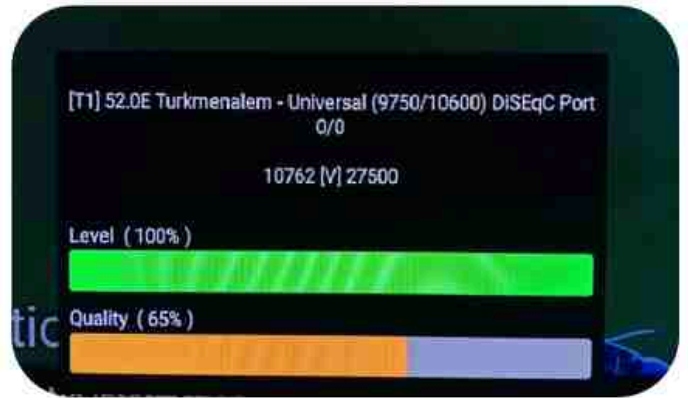 [T1] 52.0E Turkmenalem - Universal (9750/10600) DiSEqC Port
0/0
10762 [V] 27500
Level ( 100% )
Quality ( 65% )
tic